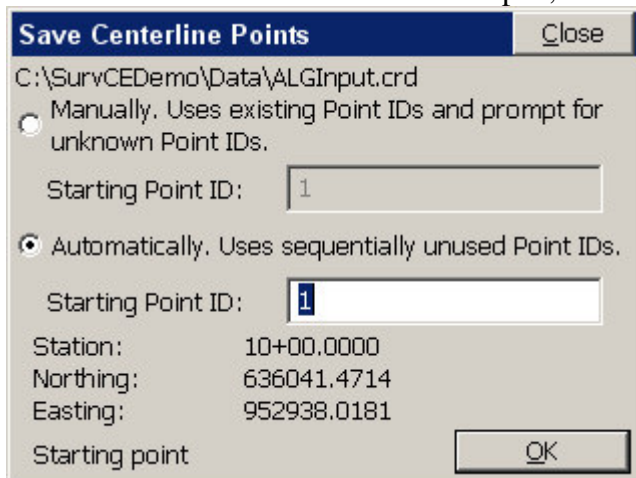 Save Centerline Points Close
C:\SurvCEDemo\Data\ALGInput.crd
Manually. Uses existing Point IDs and prompt for
unknown Point IDs.
Starting Point ID: 1
Automatically. Uses sequentially unused Point IDs.
Starting Point ID: 1
Station: 10+00.0000
Northing: 636041.4714
Easting: 952938.0181
Starting point OK